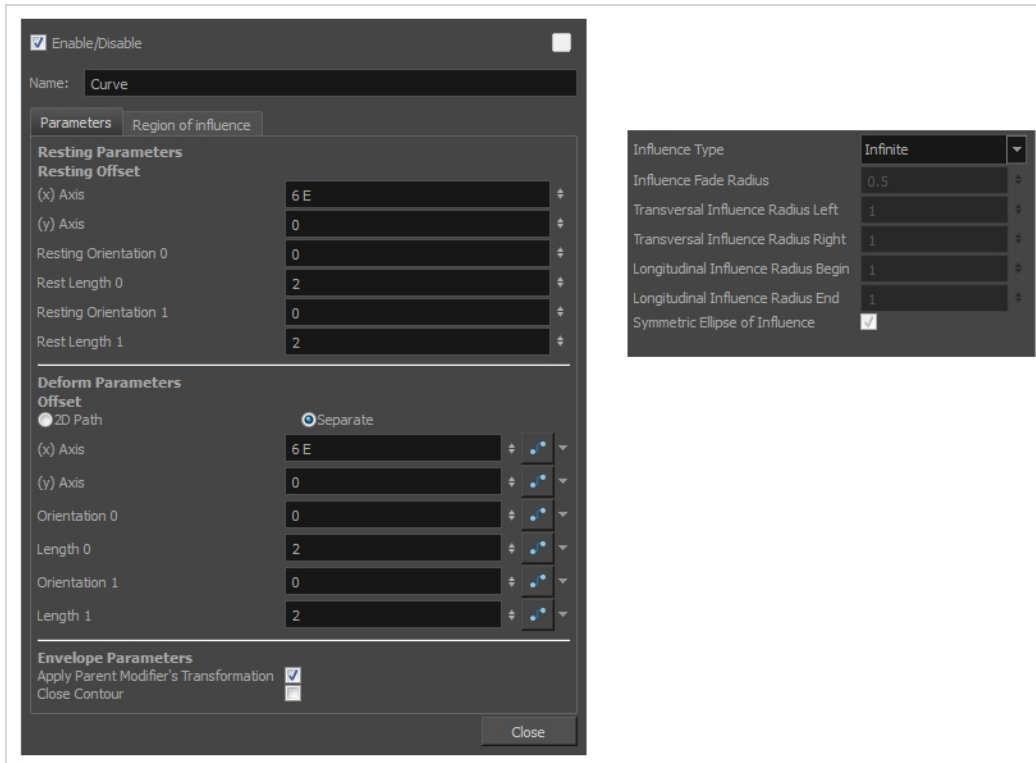 Enable/Disable
Name: Curve
Parameters Region of influence
Resting Parameters
Resting Offset
(x) Axis 6 E
(y) Axis 0
Resting Orientation 0 0
Rest Length 0 2
Resting Orientation 1 0
Rest Length 1 2
Deform Parameters
Offset
2D Path Separate
(x) Axis 6 E
(y) Axis 0
Orientation 0 0
Length 0 2
Orientation 1 0
Length 1 2
Envelope Parameters
Apply Parent Modifier's Transformation
Close Contour
Close
Influence Type Infinite
Influence Fade Radius 0.5
Transversal Influence Radius Left 1
Transversal Influence Radius Right 1
Longitudinal Influence Radius Begin 1
Longitudinal Influence Radius End 1
Symmetric Ellipse of Influence